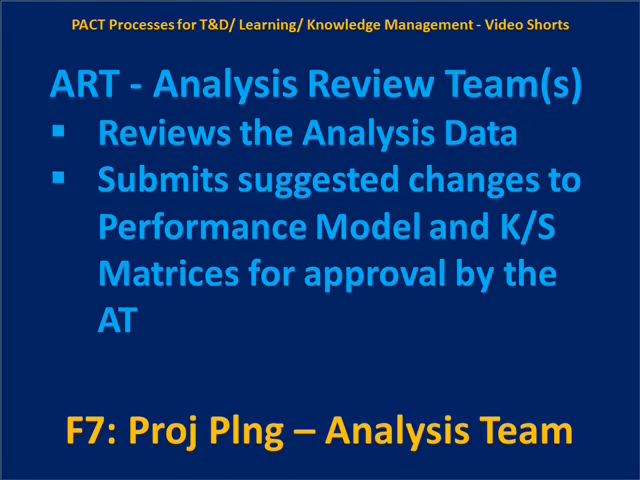 PACT Processes for T&D/ Learning/ Knowledge Management - Video Shorts
ART - Analysis Review Team(s)
▪ Reviews the Analysis Data
▪ Submits suggested changes to
Performance Model and K/S
Matrices for approval by the
AT
F7: Proj Plng – Analysis Team